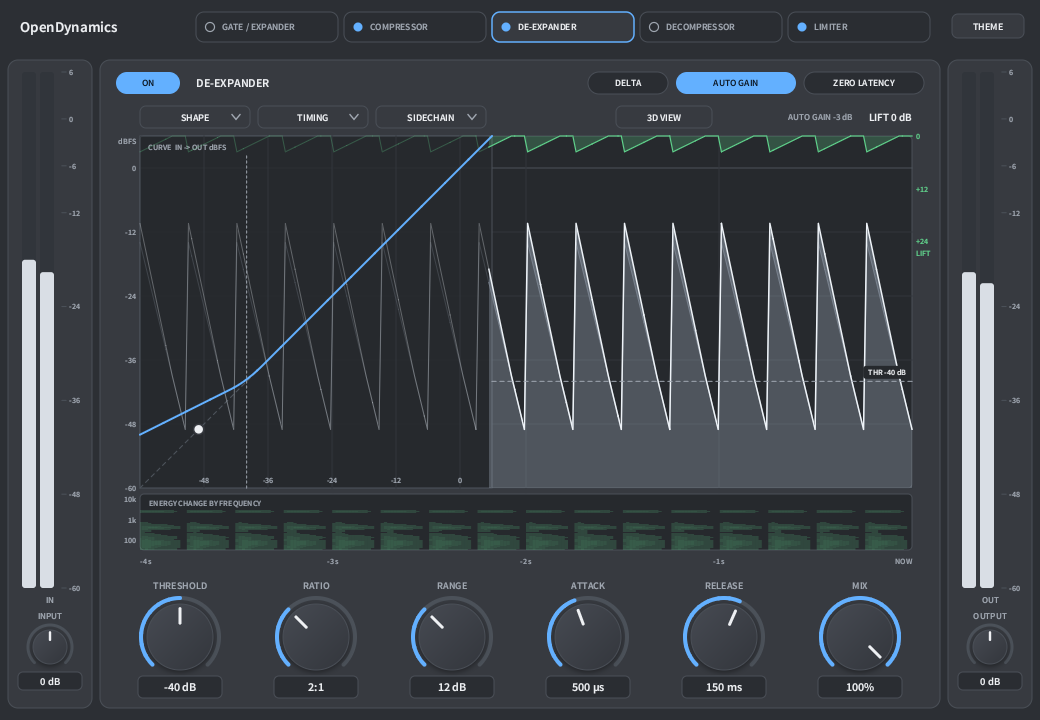 OpenDynamics
GATE / EXPANDER
COMPRESSOR
DE-EXPANDER
DECOMPRESSOR
LIMITER
THEME
ON
DE-EXPANDER
DELTA
AUTO GAIN
ZERO LATENCY
SHAPE
TIMING
SIDECHAIN
3D VIEW
AUTO GAIN -3 dB
LIFT 0 dB
6
0
-6
-12
-24
-36
-48
-60
IN
INPUT
0 dB
dBFS
CURVE IN -> OUT dBFS
0
-12
-24
-36
-48
-60
-48
-36
-24
-12
0
0
+12
+24
LIFT
THR -40 dB
10k
1k
100
ENERGY CHANGE BY FREQUENCY
-4s
-3s
-2s
-1s
NOW
THRESHOLD
RATIO
RANGE
ATTACK
RELEASE
MIX
-40 dB
2:1
12 dB
500 µs
150 ms
100%
6
0
-6
-12
-24
-36
-48
-60
OUT
OUTPUT
0 dB